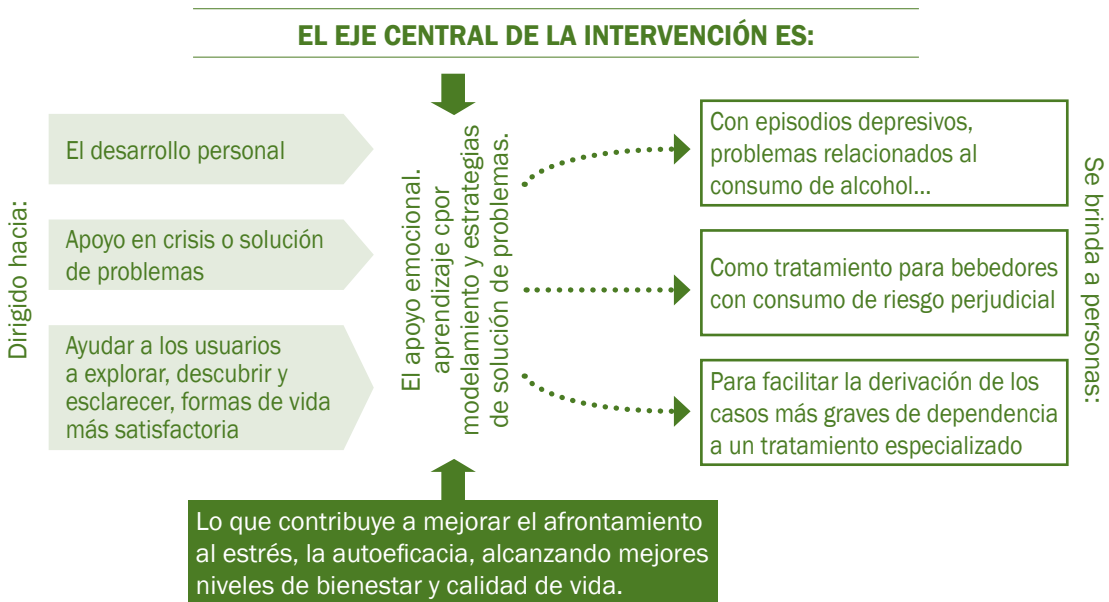 EL EJE CENTRAL DE LA INTERVENCIÓN ES:
Dirigido hacia:
El desarrollo personal
Apoyo en crisis o solución
de problemas
Ayudar a los usuarios
a explorar, descubrir y
esclarecer, formas de vida
más satisfactoria
El apoyo emocional.
aprendizaje cpor
modelamiento y estrategias
de solución de problemas.
Con episodios depresivos,
problemas relacionados al
consumo de alcohol...
Como tratamiento para bebedores
con consumo de riesgo perjudicial
Para facilitar la derivación de los
casos más graves de dependencia
a un tratamiento especializado
Se brinda a personas:
Lo que contribuye a mejorar el afrontamiento
al estrés, la autoeficacia, alcanzando mejores
niveles de bienestar y calidad de vida.